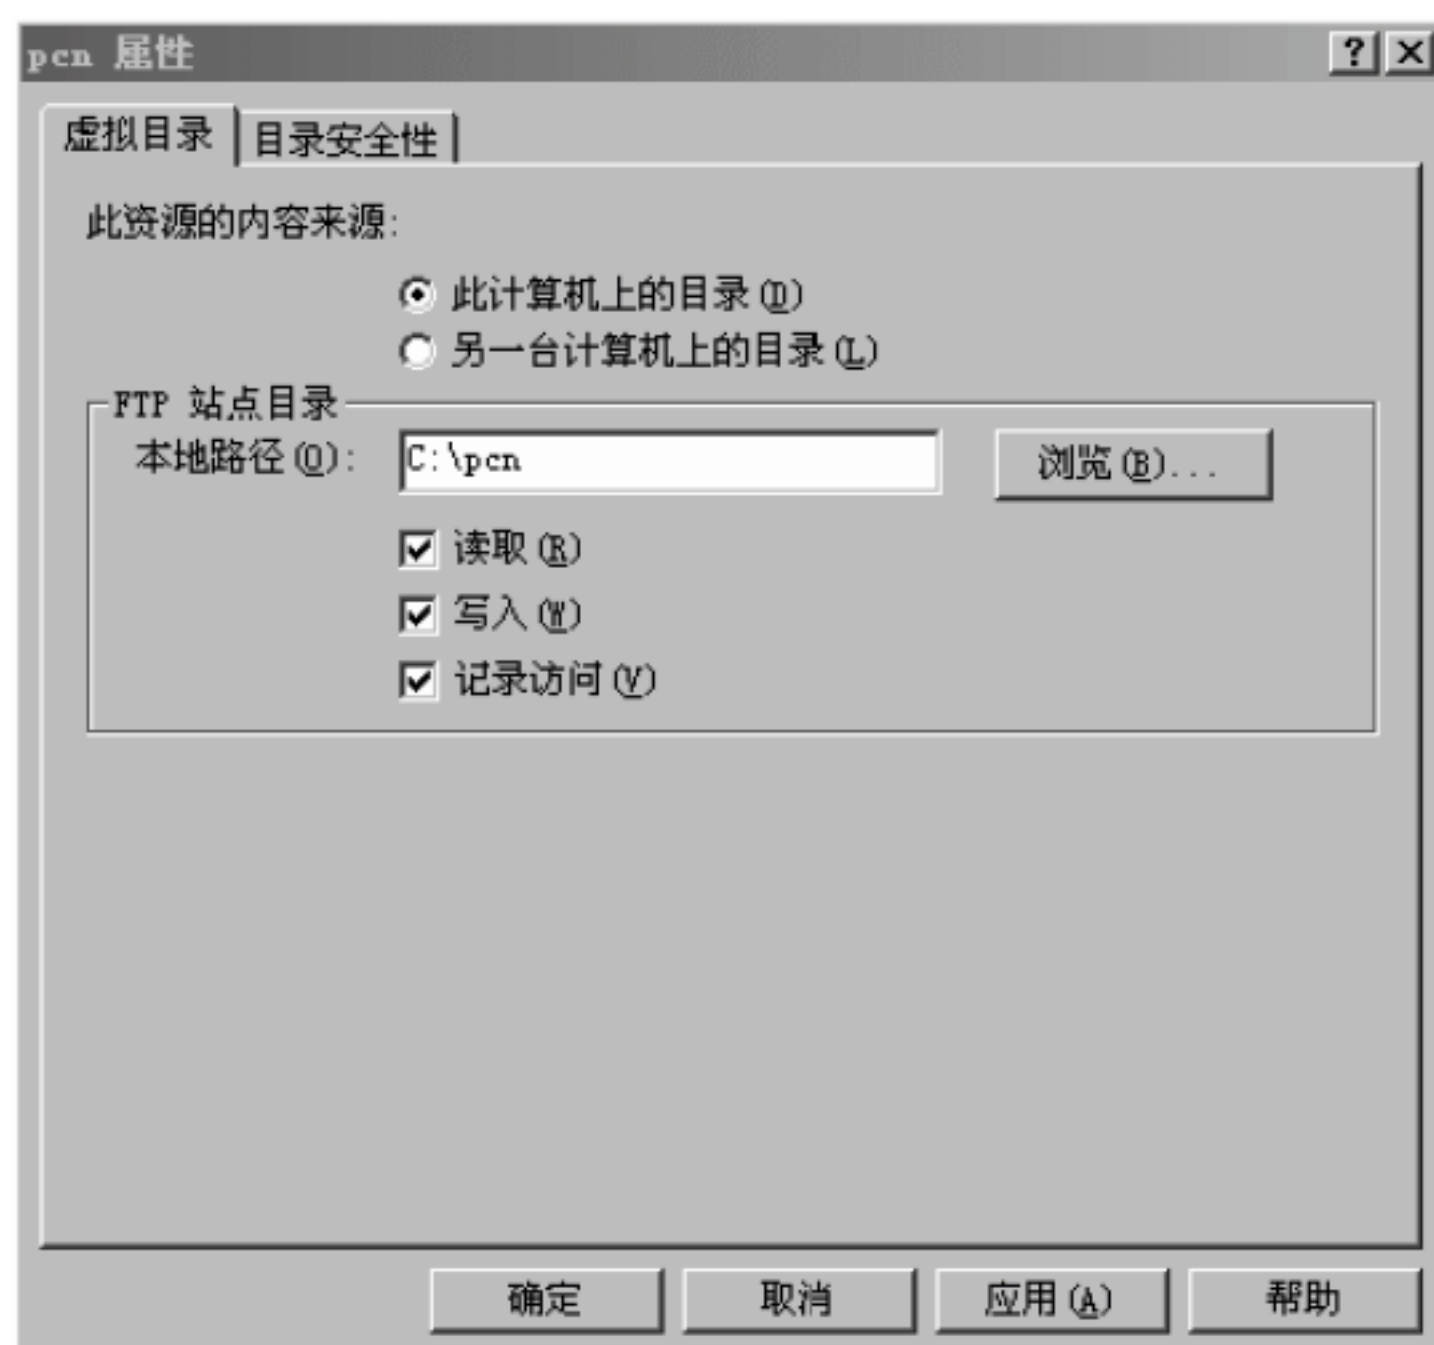 pcn 属性
虚拟目录 目录安全性
此资源的内容来源:
此计算机上的目录(D)
另一台计算机上的目录(L)
FTP 站点目录
本地路径(O): C:\pcn 浏览(B)...
读取(R)
写入(W)
记录访问(V)
确定 取消 应用(A) 帮助